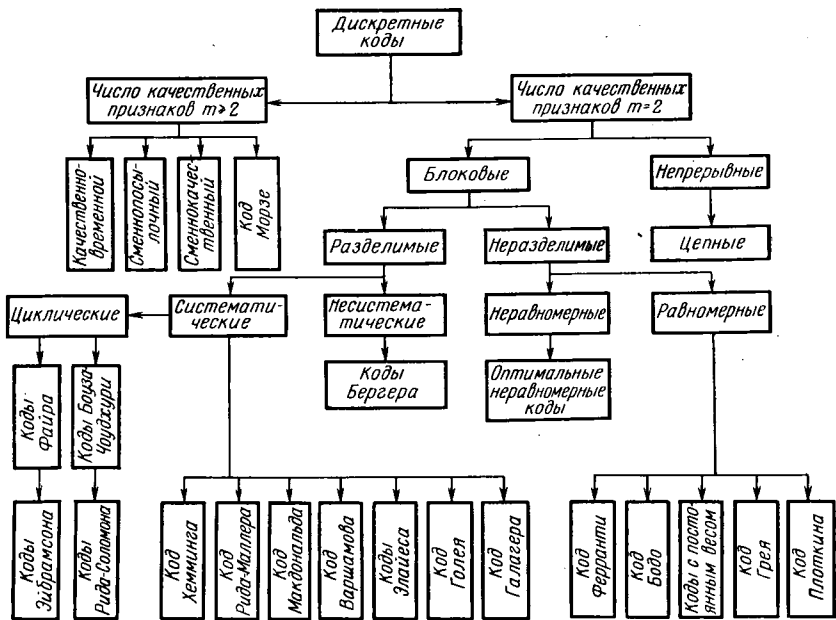 Дискретные
коды
Число качественных
признаков m⩾2
Число качественных
признаков m=2
Качественно-
временной
Сменнопосы-
лочный
Сменнокачес-
твенный
Код
Морзе
Блоковые
Непрерывные
Разделимые
Неразделимые
Цепные
Циклические
Системати-
ческие
Несистема-
тические
Неравномерные
Равномерные
Коды
Файра
Коды Боуза-
Чоудхури
Коды
Бергера
Оптимальные
неравномерные
коды
Коды
Эйбрамсона
Коды
Рида-Соломона
Код
Хемминга
Код
Рида-Маллера
Код
Макдональда
Код
Варшамова
Коды
Элайеса
Код
Голея
Код
Галагера
Код
Ферранти
Код
Бодо
Коды с посто-
янным весом
Код
Грея
Код
Плоткина